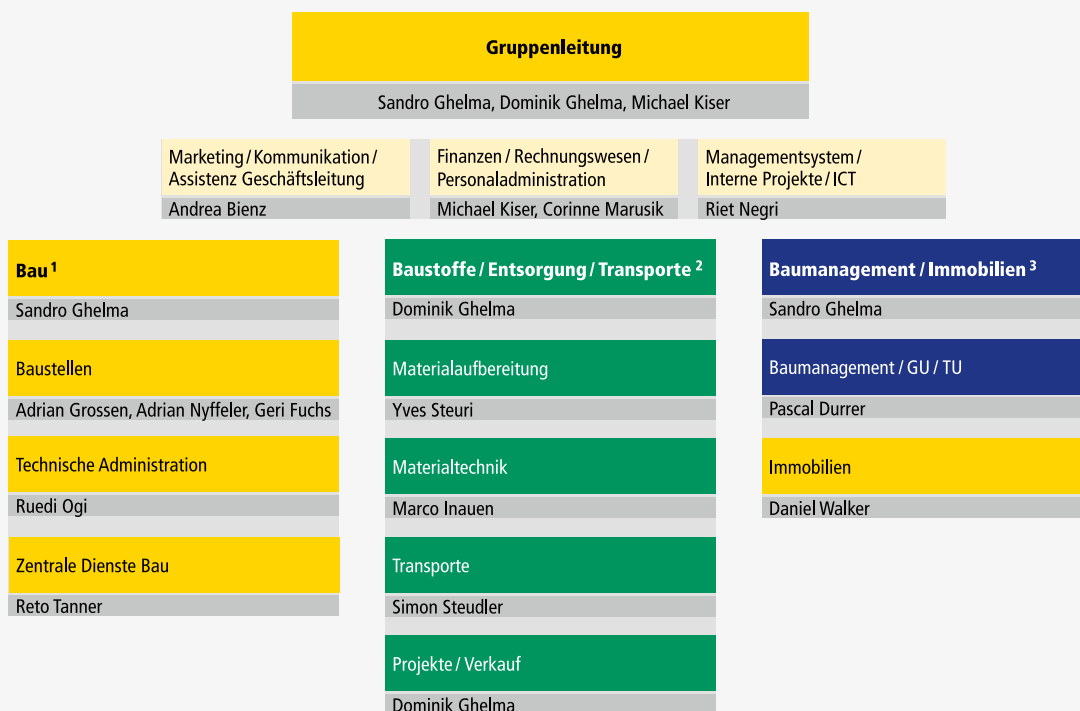 Gruppenleitung
Sandro Ghelma, Dominik Ghelma, Michael Kiser
Marketing / Kommunikation /
Assistenz Geschäftsleitung
Andrea Bienz
Finanzen / Rechnungswesen /
Personaladministration
Michael Kiser, Corinne Marusik
Managementsystem /
Interne Projekte / ICT
Riet Negri
Bau 1
Sandro Ghelma
Baustellen
Adrian Grossen, Adrian Nyffeler, Geri Fuchs
Technische Administration
Ruedi Ogi
Zentrale Dienste Bau
Reto Tanner
Baustoffe / Entsorgung / Transporte 2
Dominik Ghelma
Materialaufbereitung
Yves Steuri
Materialtechnik
Marco Inauen
Transporte
Simon Steudler
Projekte / Verkauf
Dominik Ghelma
Baumanagement / Immobilien 3
Sandro Ghelma
Baumanagement / GU / TU
Pascal Durrer
Immobilien
Daniel Walker